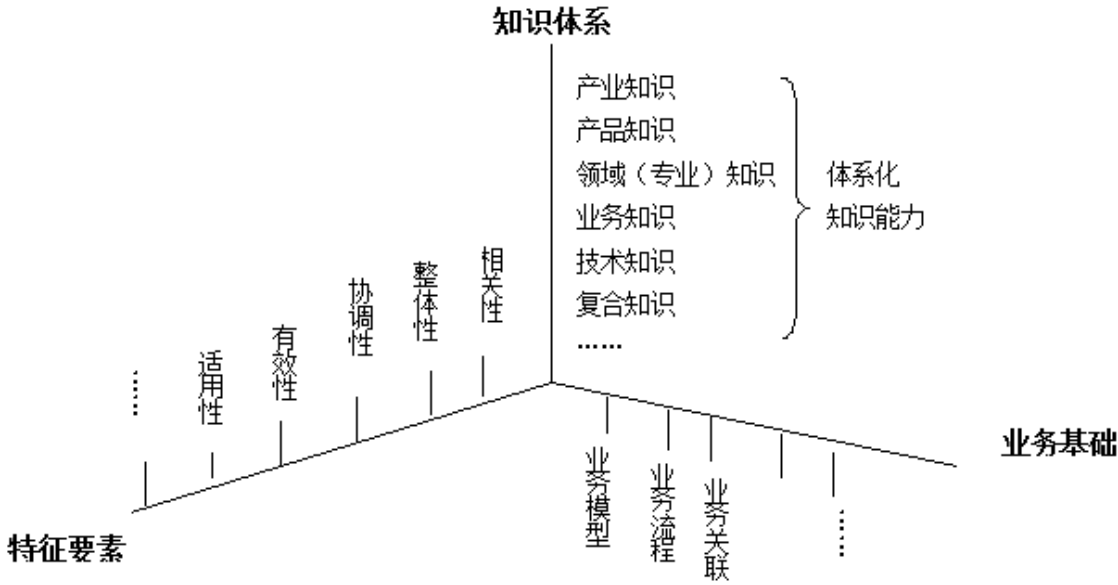 知识体系
产业知识
产品知识
领域（专业）知识
业务知识
技术知识
复合知识
……
体系化
知识能力
相关性
整体性
协调性
有效性
适用性
……
特征要素
业务基础
业务模型
业务流程
业务关联
……